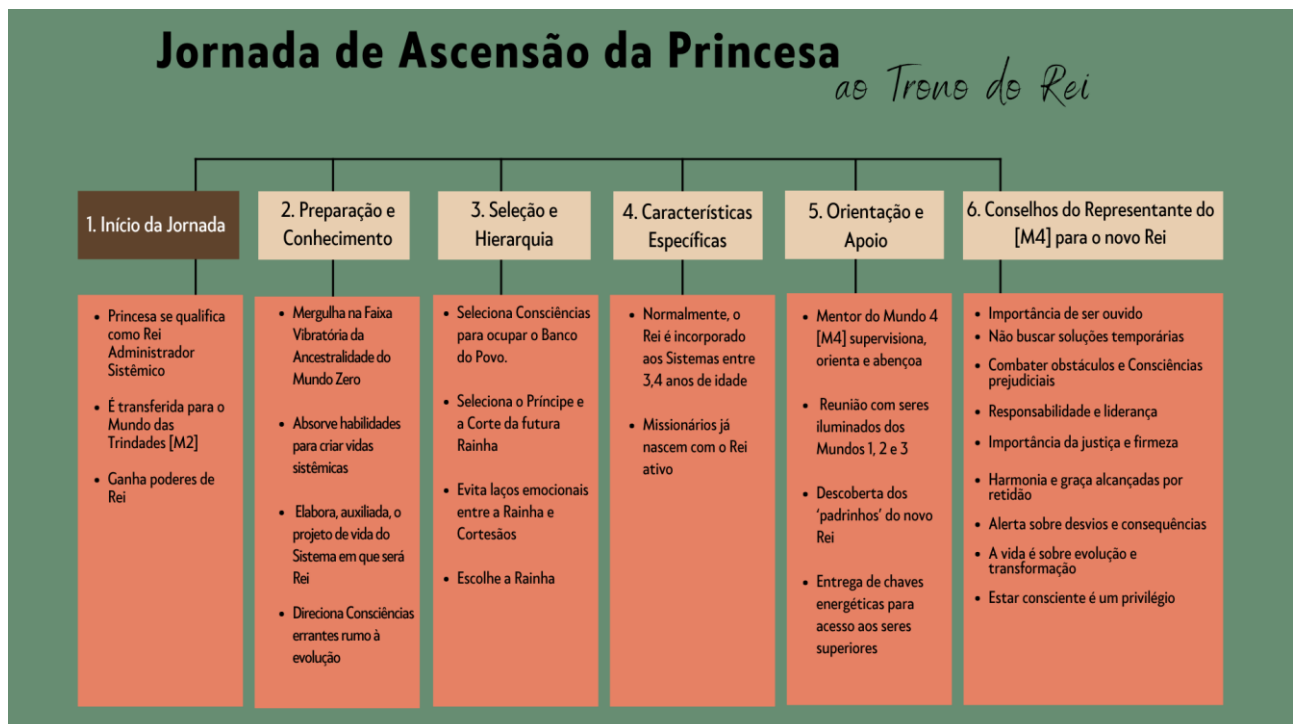 Jornada de Ascensão da Princesa
ao Trono do Rei
1. Início da Jornada
• Princesa se qualifica
como Rei
Administrador
Sistêmico
• É transferida para o
Mundo das
Trindades [M2]
• Ganha poderes de
Rei
2. Preparação e
Conhecimento
• Mergulha na Faixa
Vibratória da
Ancestralidade do
Mundo Zero
• Absorve habilidades
para criar vidas
sistêmicas
• Elabora, auxiliada, o
projeto de vida do
Sistema em que será
Rei
• Direciona Consciências
errantes rumo à
evolução
3. Seleção e
Hierarquia
• Seleciona Consciências
para ocupar o Banco
do Povo.
• Seleciona o Príncipe e
a Corte da futura
Rainha
• Evita laços emocionais
entre a Rainha e
Cortesãos
• Escolhe a Rainha
4. Características
Específicas
• Normalmente, o
Rei é incorporado
aos Sistemas entre
3,4 anos de idade
• Missionários já
nascem com o Rei
ativo
5. Orientação e
Apoio
• Mentor do Mundo 4
[M4] supervisiona,
orienta e abençoa
• Reunião com seres
iluminados dos
Mundos 1, 2 e 3
• Descoberta dos
‘padrinhos’ do novo
Rei
• Entrega de chaves
energéticas para
acesso aos seres
superiores
6. Conselhos do Representante do
[M4] para o novo Rei
• Importância de ser ouvido
• Não buscar soluções temporárias
• Combater obstáculos e Consciências
prejudiciais
• Responsabilidade e liderança
• Importância da justiça e firmeza
• Harmonia e graça alcançadas por
retidão
• Alerta sobre desvios e consequências
• A vida é sobre evolução e
transformação
• Estar consciente é um privilégio